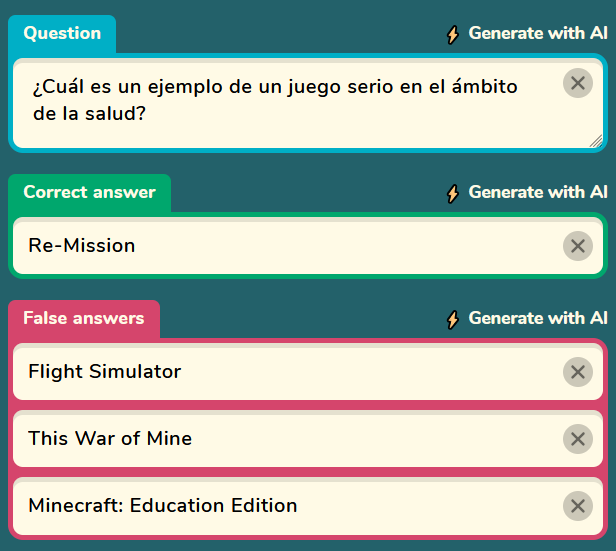 Question
Generate with AI
¿Cuál es un ejemplo de un juego serio en el ámbito
de la salud?
Correct answer
Generate with AI
Re-Mission
False answers
Generate with AI
Flight Simulator
This War of Mine
Minecraft: Education Edition